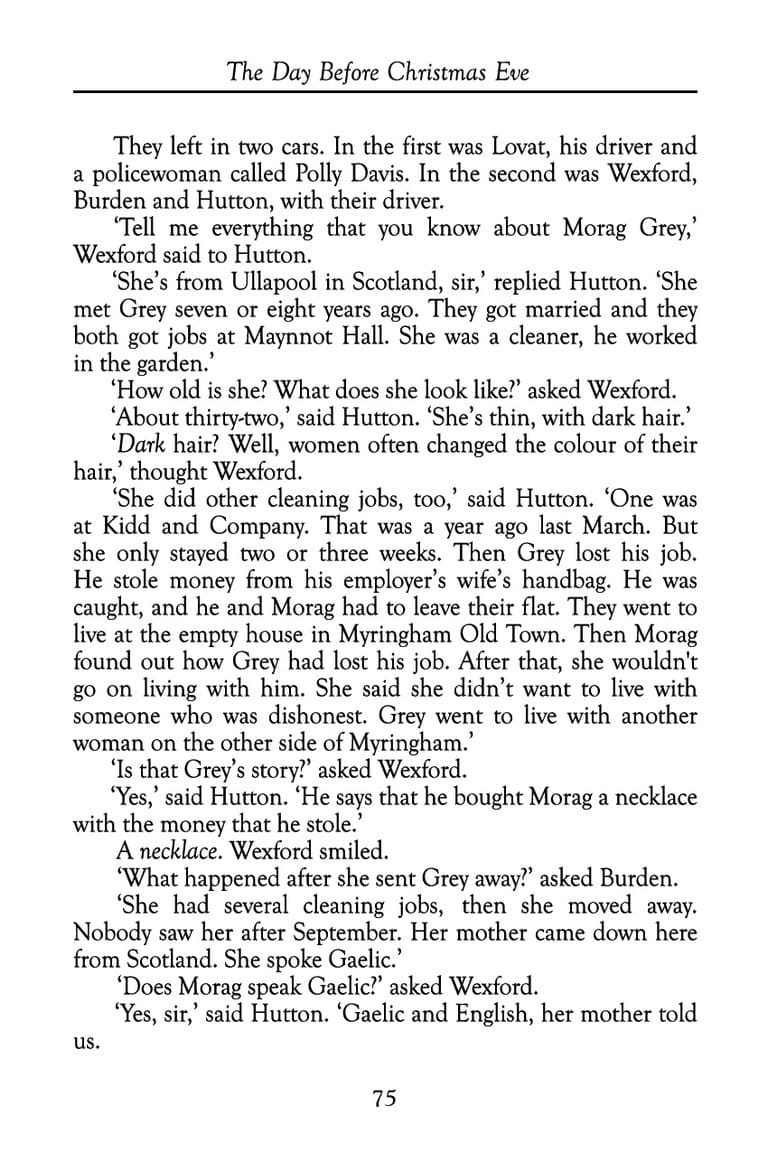 The Day Before Christmas Eve
They left in two cars. In the first was Lovat, his driver and
a policewoman called Polly Davis. In the second was Wexford,
Burden and Hutton, with their driver.
‘Tell me everything that you know about Morag Grey,’
Wexford said to Hutton.
‘She’s from Ullapool in Scotland, sir,’ replied Hutton. ‘She
met Grey seven or eight years ago. They got married and they
both got jobs at Maynnot Hall. She was a cleaner, he worked
in the garden.’
‘How old is she? What does she look like?’ asked Wexford.
‘About thirty-two,’ said Hutton. ‘She’s thin, with dark hair.’
‘Dark hair? Well, women often changed the colour of their
hair,’ thought Wexford.
‘She did other cleaning jobs, too,’ said Hutton. ‘One was
at Kidd and Company. That was a year ago last March. But
she only stayed two or three weeks. Then Grey lost his job.
He stole money from his employer’s wife’s handbag. He was
caught, and he and Morag had to leave their flat. They went to
live at the empty house in Myringham Old Town. Then Morag
found out how Grey had lost his job. After that, she wouldn't
go on living with him. She said she didn’t want to live with
someone who was dishonest. Grey went to live with another
woman on the other side of Myringham.’
‘Is that Grey’s story?’ asked Wexford.
‘Yes,’ said Hutton. ‘He says that he bought Morag a necklace
with the money that he stole.’
A necklace. Wexford smiled.
‘What happened after she sent Grey away?’ asked Burden.
‘She had several cleaning jobs, then she moved away.
Nobody saw her after September. Her mother came down here
from Scotland. She spoke Gaelic.’
‘Does Morag speak Gaelic?’ asked Wexford.
‘Yes, sir,’ said Hutton. ‘Gaelic and English, her mother told
us.
75